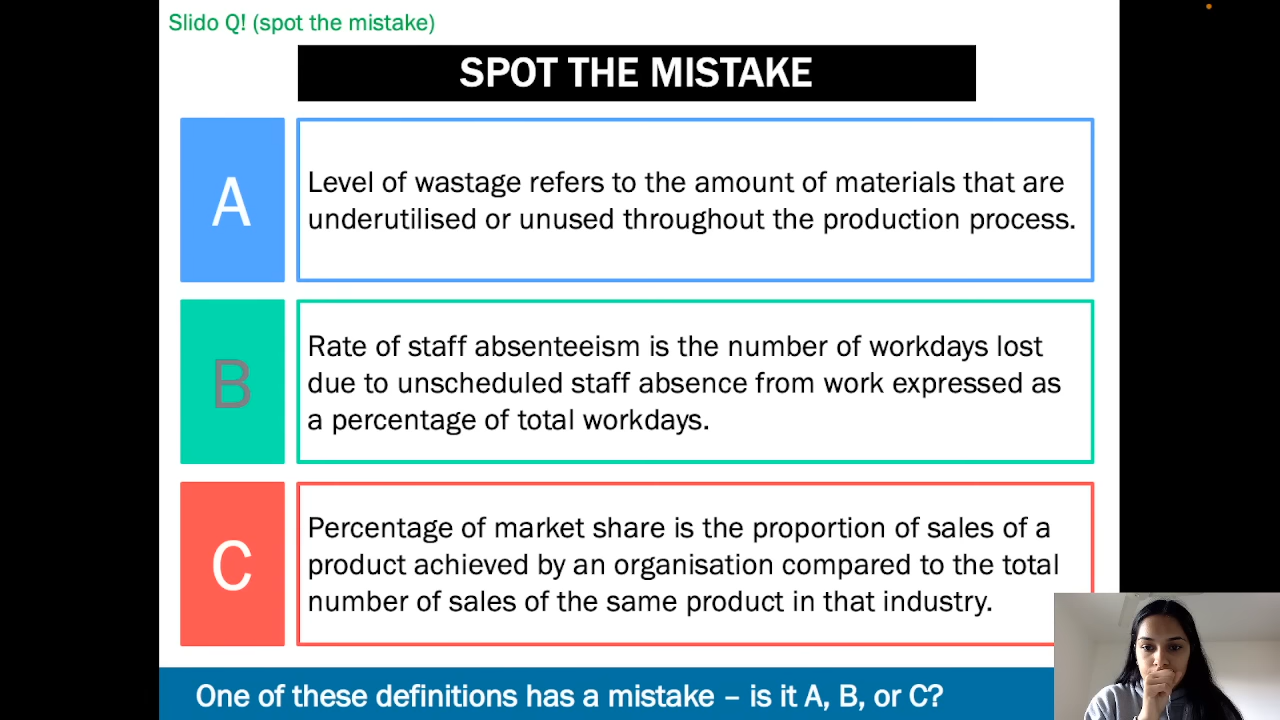 Slido Q! (spot the mistake)
SPOT THE MISTAKE
A
Level of wastage refers to the amount of materials that are
underutilised or unused throughout the production process.
B
Rate of staff absenteeism is the number of workdays lost
due to unscheduled staff absence from work expressed as
a percentage of total workdays.
C
Percentage of market share is the proportion of sales of a
product achieved by an organisation compared to the total
number of sales of the same product in that industry.
One of these definitions has a mistake – is it A, B, or C?